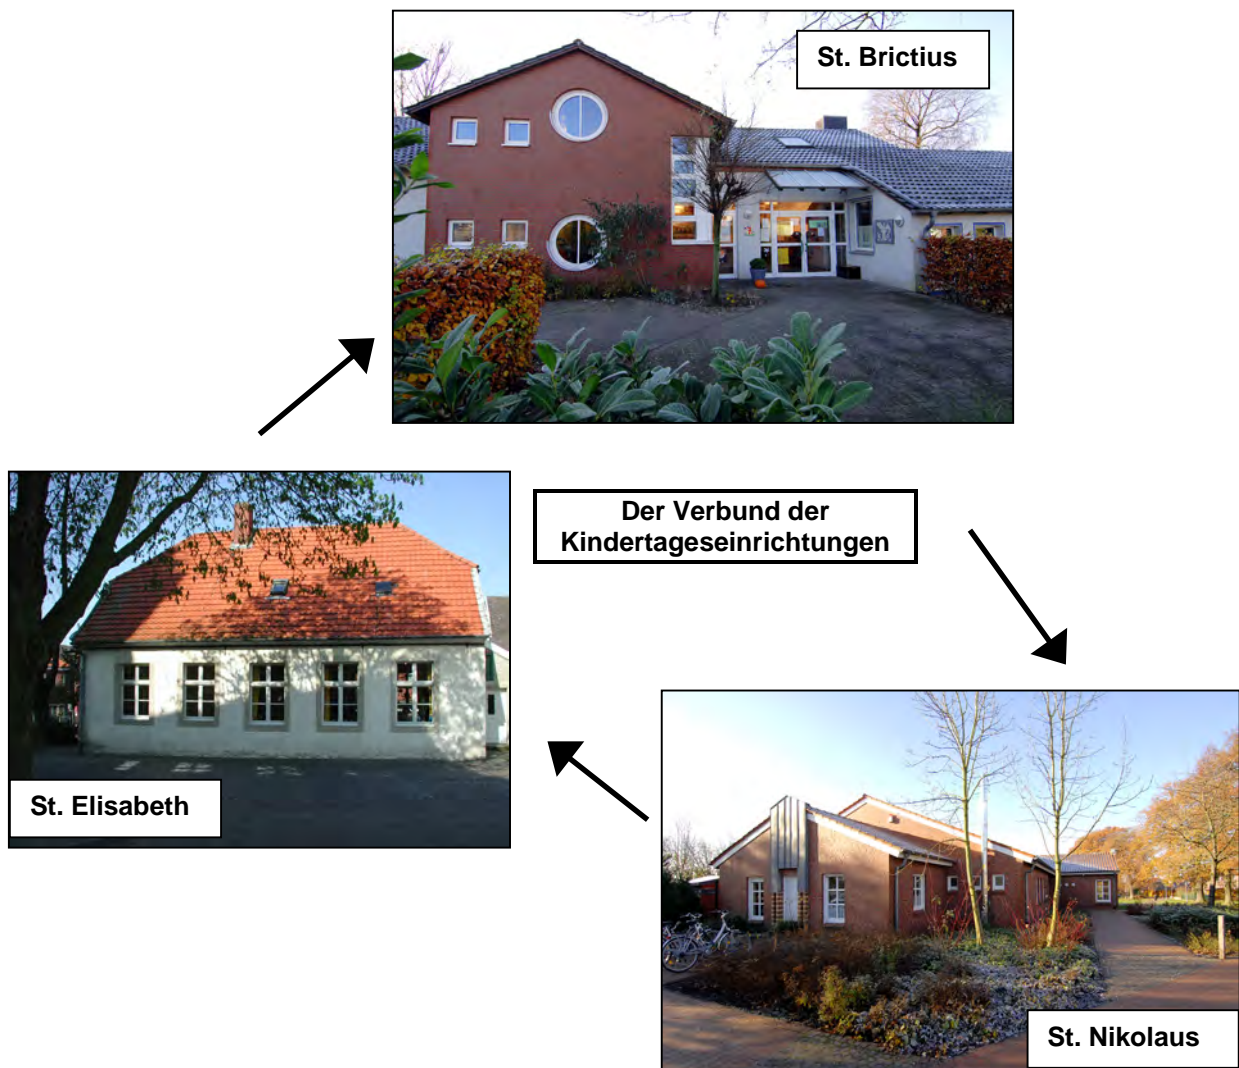 St. Brictius
Der Verbund der
Kindertageseinrichtungen
St. Elisabeth
St. Nikolaus